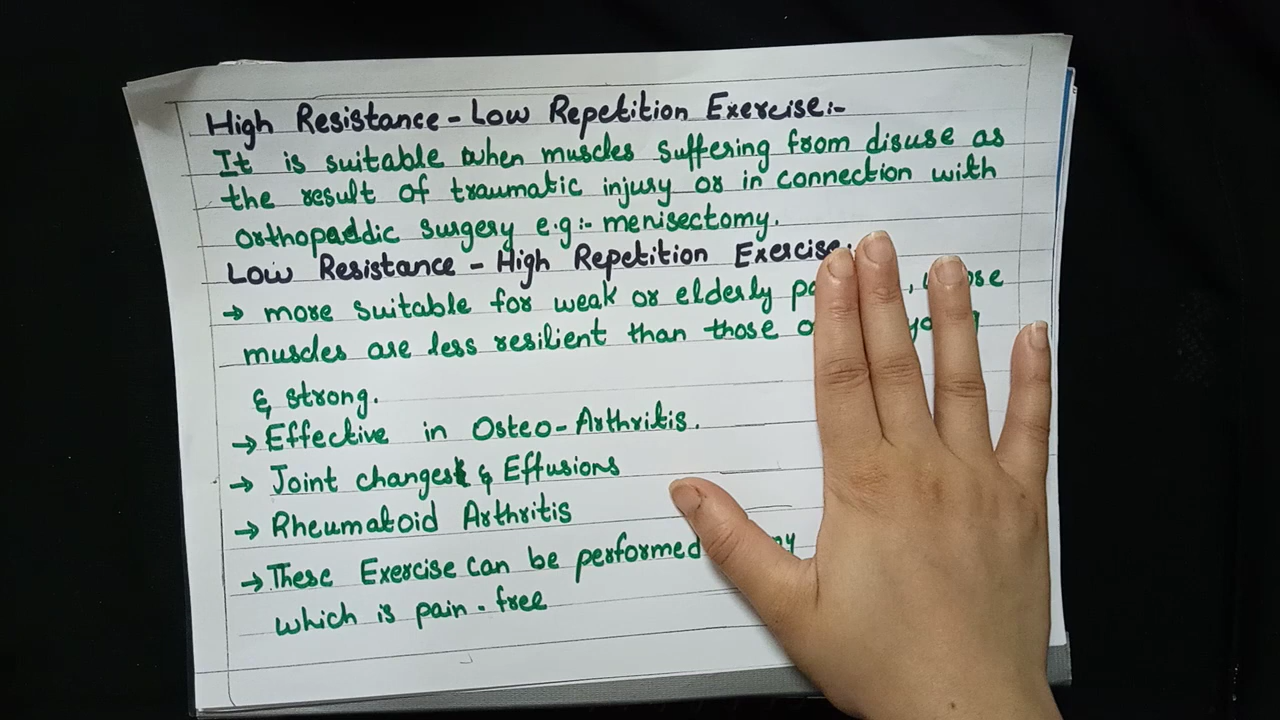 High Resistance - Low Repetition Exercise:-
It is suitable when muscles suffering from disuse as
the result of traumatic injury or in connection with
orthopaddic surgery e.g:- menisectomy.
Low Resistance - High Repetition Exercise
→ more suitable for weak or elderly
muscles are less resilient than those
& strong.
→ Effective in Osteo-Arthritis.
→ Joint changes & Effusions
→ Rheumatoid Arthritis
→ These Exercise can be performed
which is pain-free